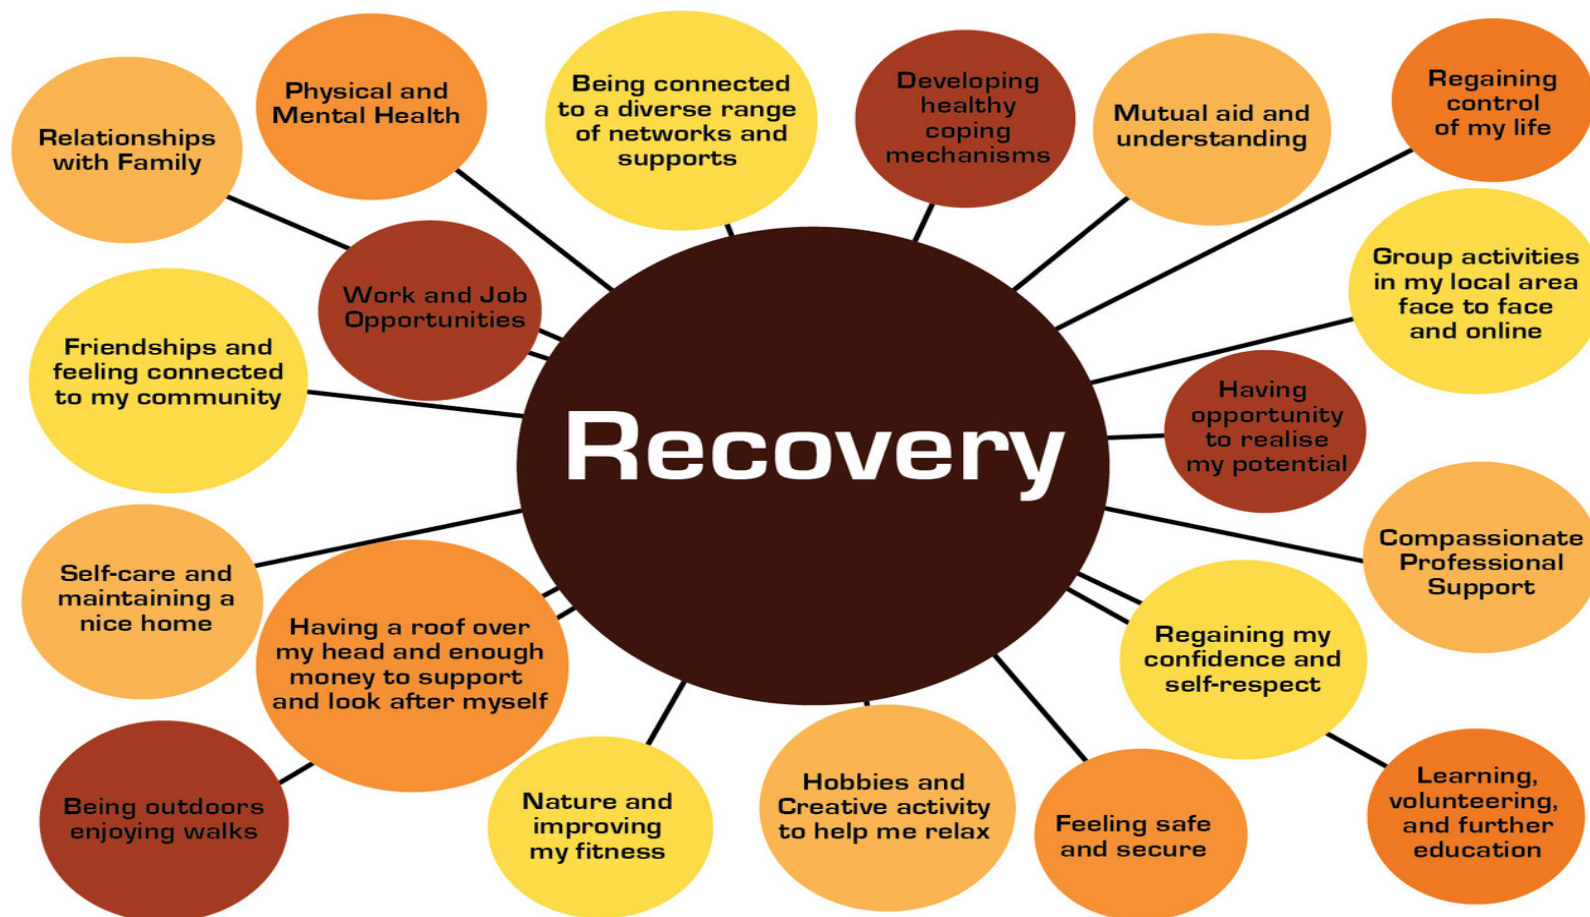 Relationships
with Family
Physical and
Mental Health
Being connected
to a diverse range
of networks and
supports
Developing
healthy
coping
mechanisms
Mutual aid and
understanding
Regaining
control
of my life
Work and Job
Opportunities
Group activities
in my local area
face to face
and online
Friendships and
feeling connected
to my community
Having
opportunity
to realise
my potential
Recovery
Self-care and
maintaining a
nice home
Compassionate
Professional
Support
Having a roof over
my head and enough
money to support
and look after myself
Regaining my
confidence and
self-respect
Being outdoors
enjoying walks
Nature and
improving
my fitness
Hobbies and
Creative activity
to help me relax
Feeling safe
and secure
Learning,
volunteering,
and further
education